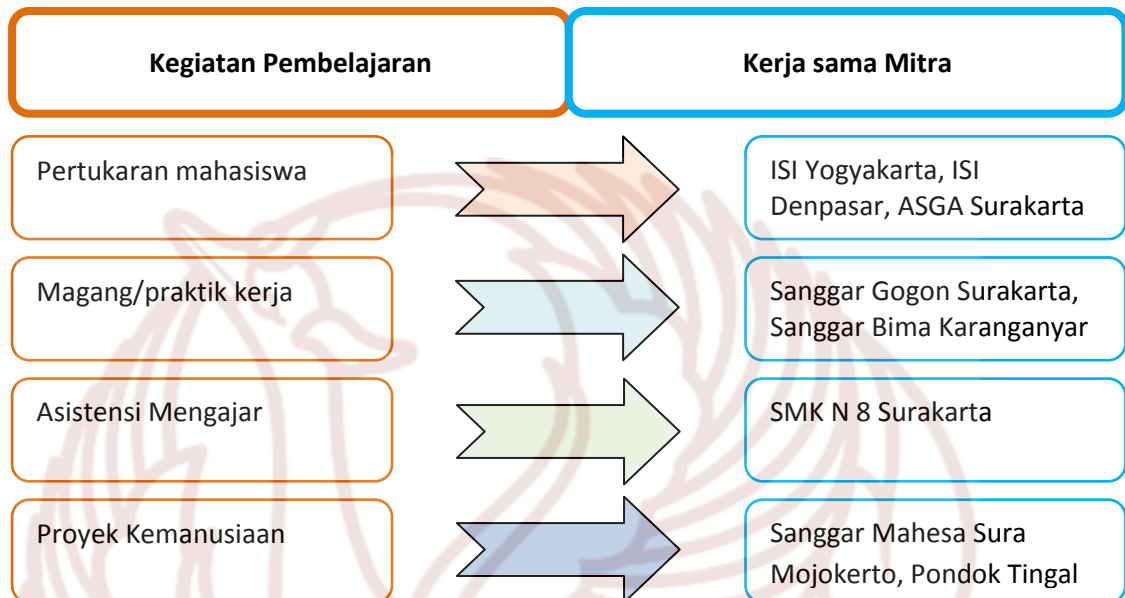 Kegiatan Pembelajaran
Kerja sama Mitra
Pertukaran mahasiswa
ISI Yogyakarta, ISI
Denpasar, ASGA Surakarta
Magang/praktik kerja
Sanggar Gogon Surakarta,
Sanggar Bima Karanganyar
Asistensi Mengajar
SMK N 8 Surakarta
Proyek Kemanusiaan
Sanggar Mahesa Sura
Mojokerto, Pondok Tingal